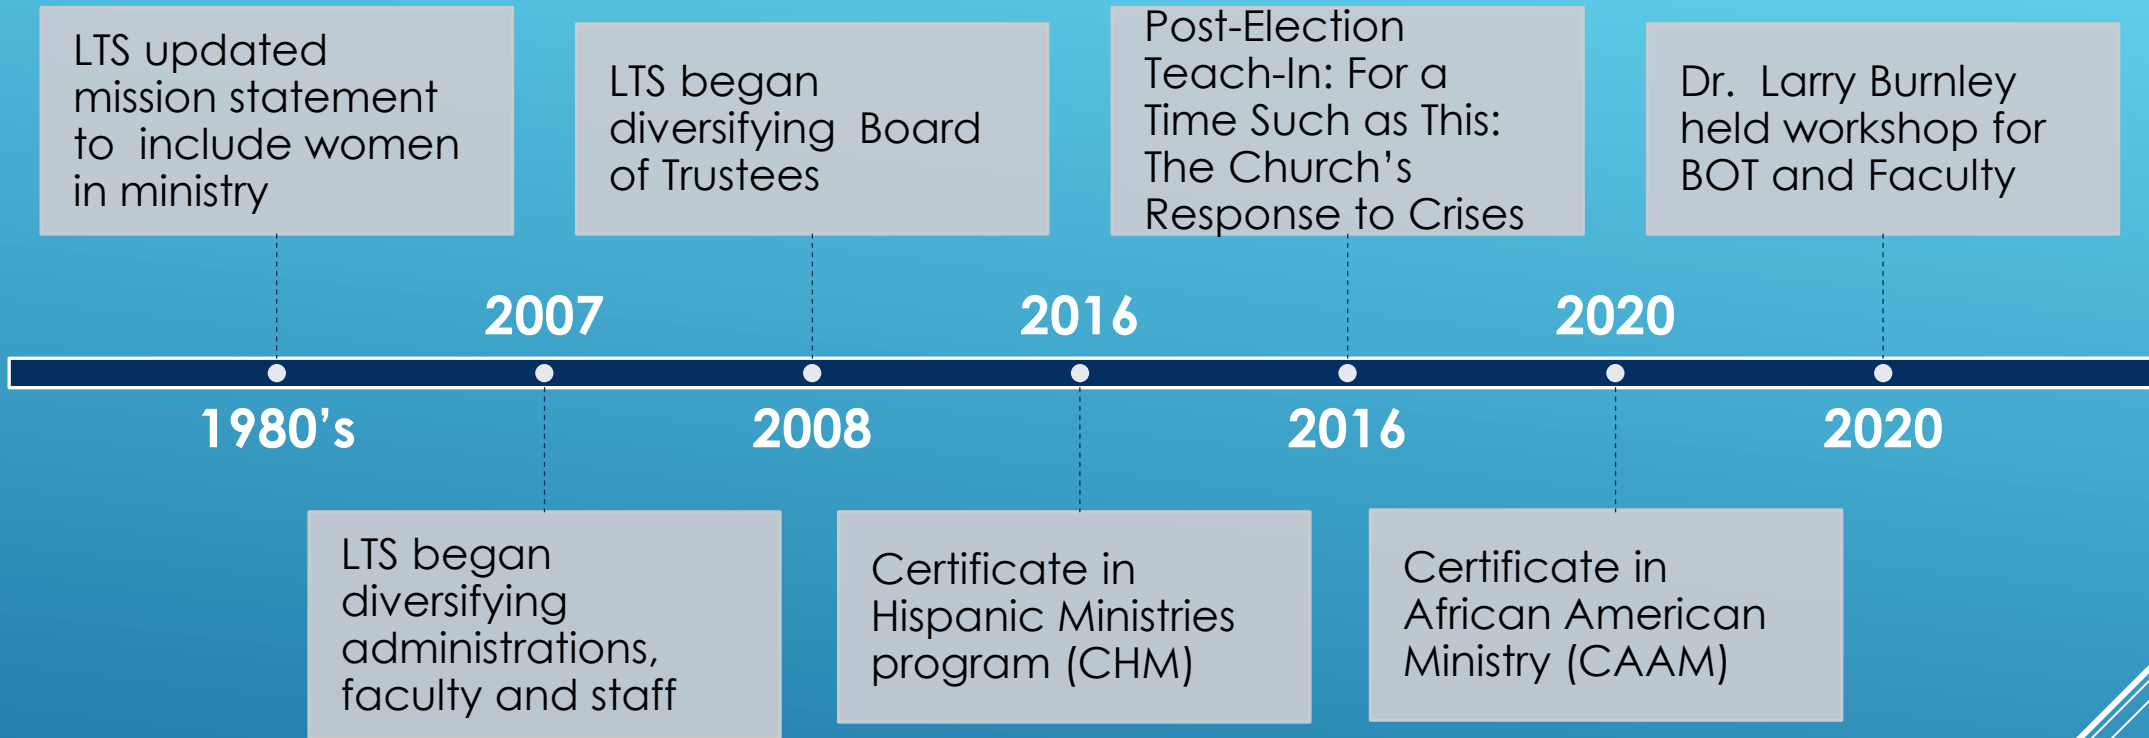 LTS updated
mission statement
to include women
in ministry
LTS began
diversifying Board
of Trustees
Post-Election
Teach-In: For a
Time Such as This:
The Church’s
Response to Crises
Dr. Larry Burnley
held workshop for
BOT and Faculty
2007
2016
2020
1980’s
2008
2016
2020
LTS began
diversifying
administrations,
faculty and staff
Certificate in
Hispanic Ministries
program (CHM)
Certificate in
African American
Ministry (CAAM)